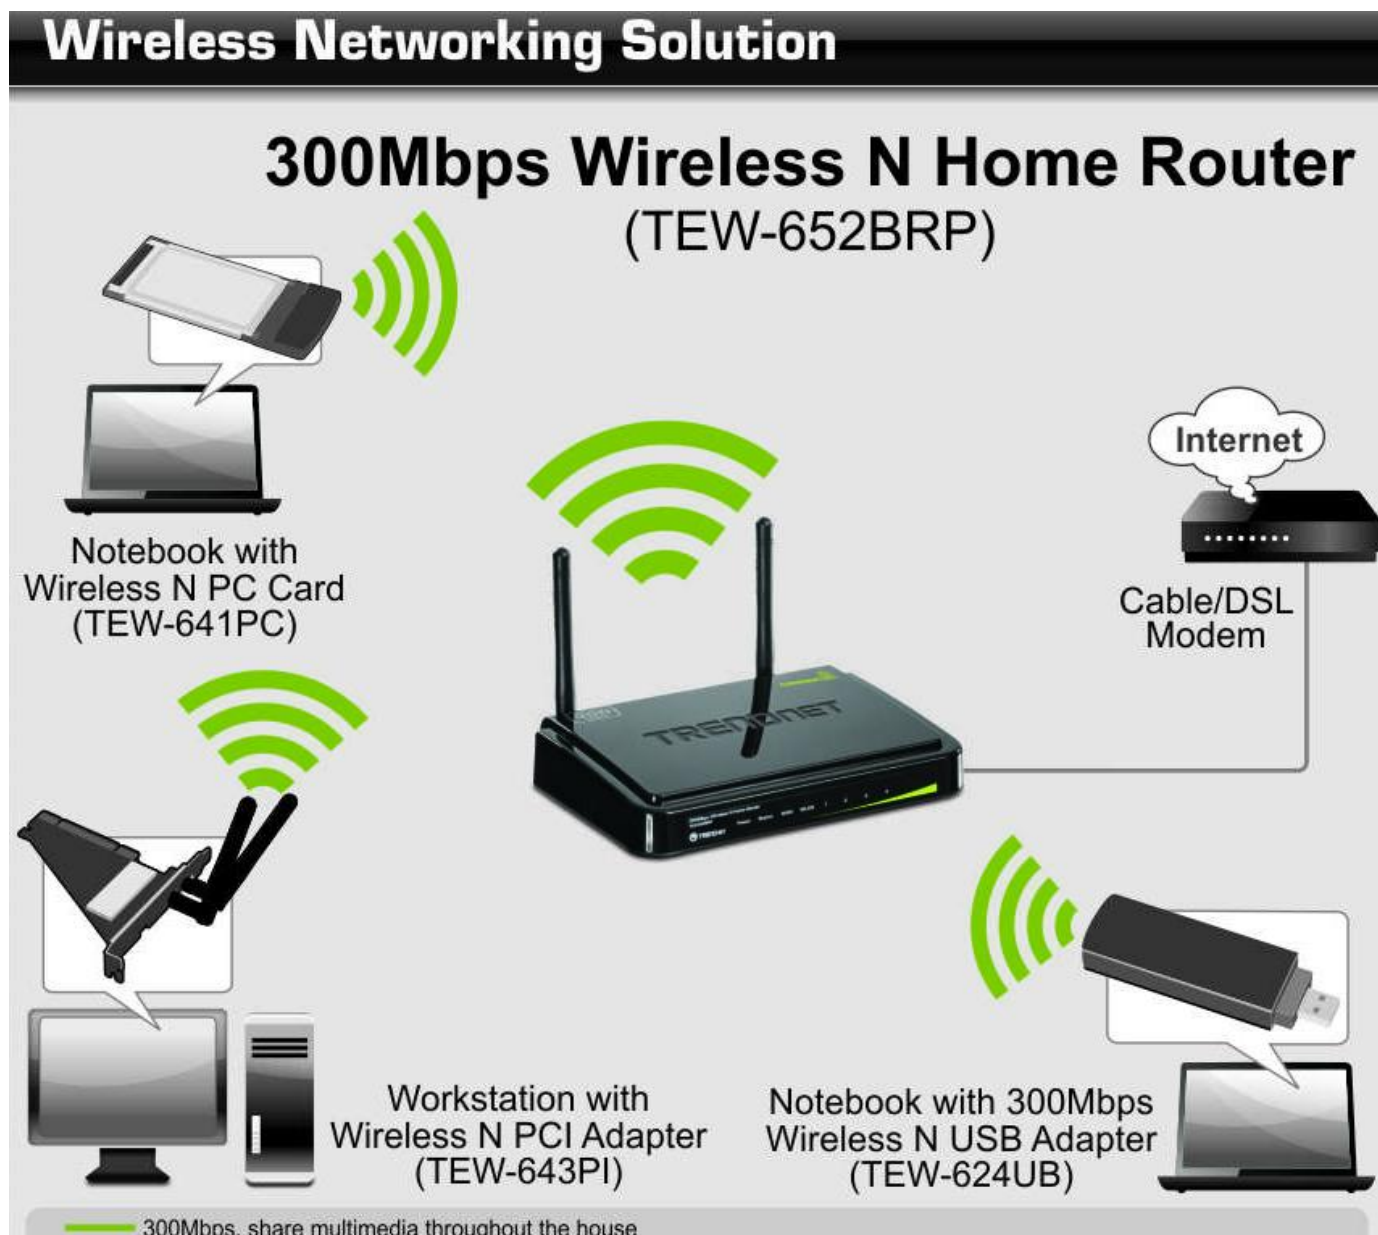 Wireless Networking Solution
300Mbps Wireless N Home Router
(TEW-652BRP)
Internet
Notebook with
Wireless N PC Card
(TEW-641PC)
Cable/DSL
Modem
TRENDNET
TRENDNET
Workstation with
Wireless N PCI Adapter
(TEW-643PI)
Notebook with 300Mbps
Wireless N USB Adapter
(TEW-624UB)
300Mbps, share multimedia throughout the house